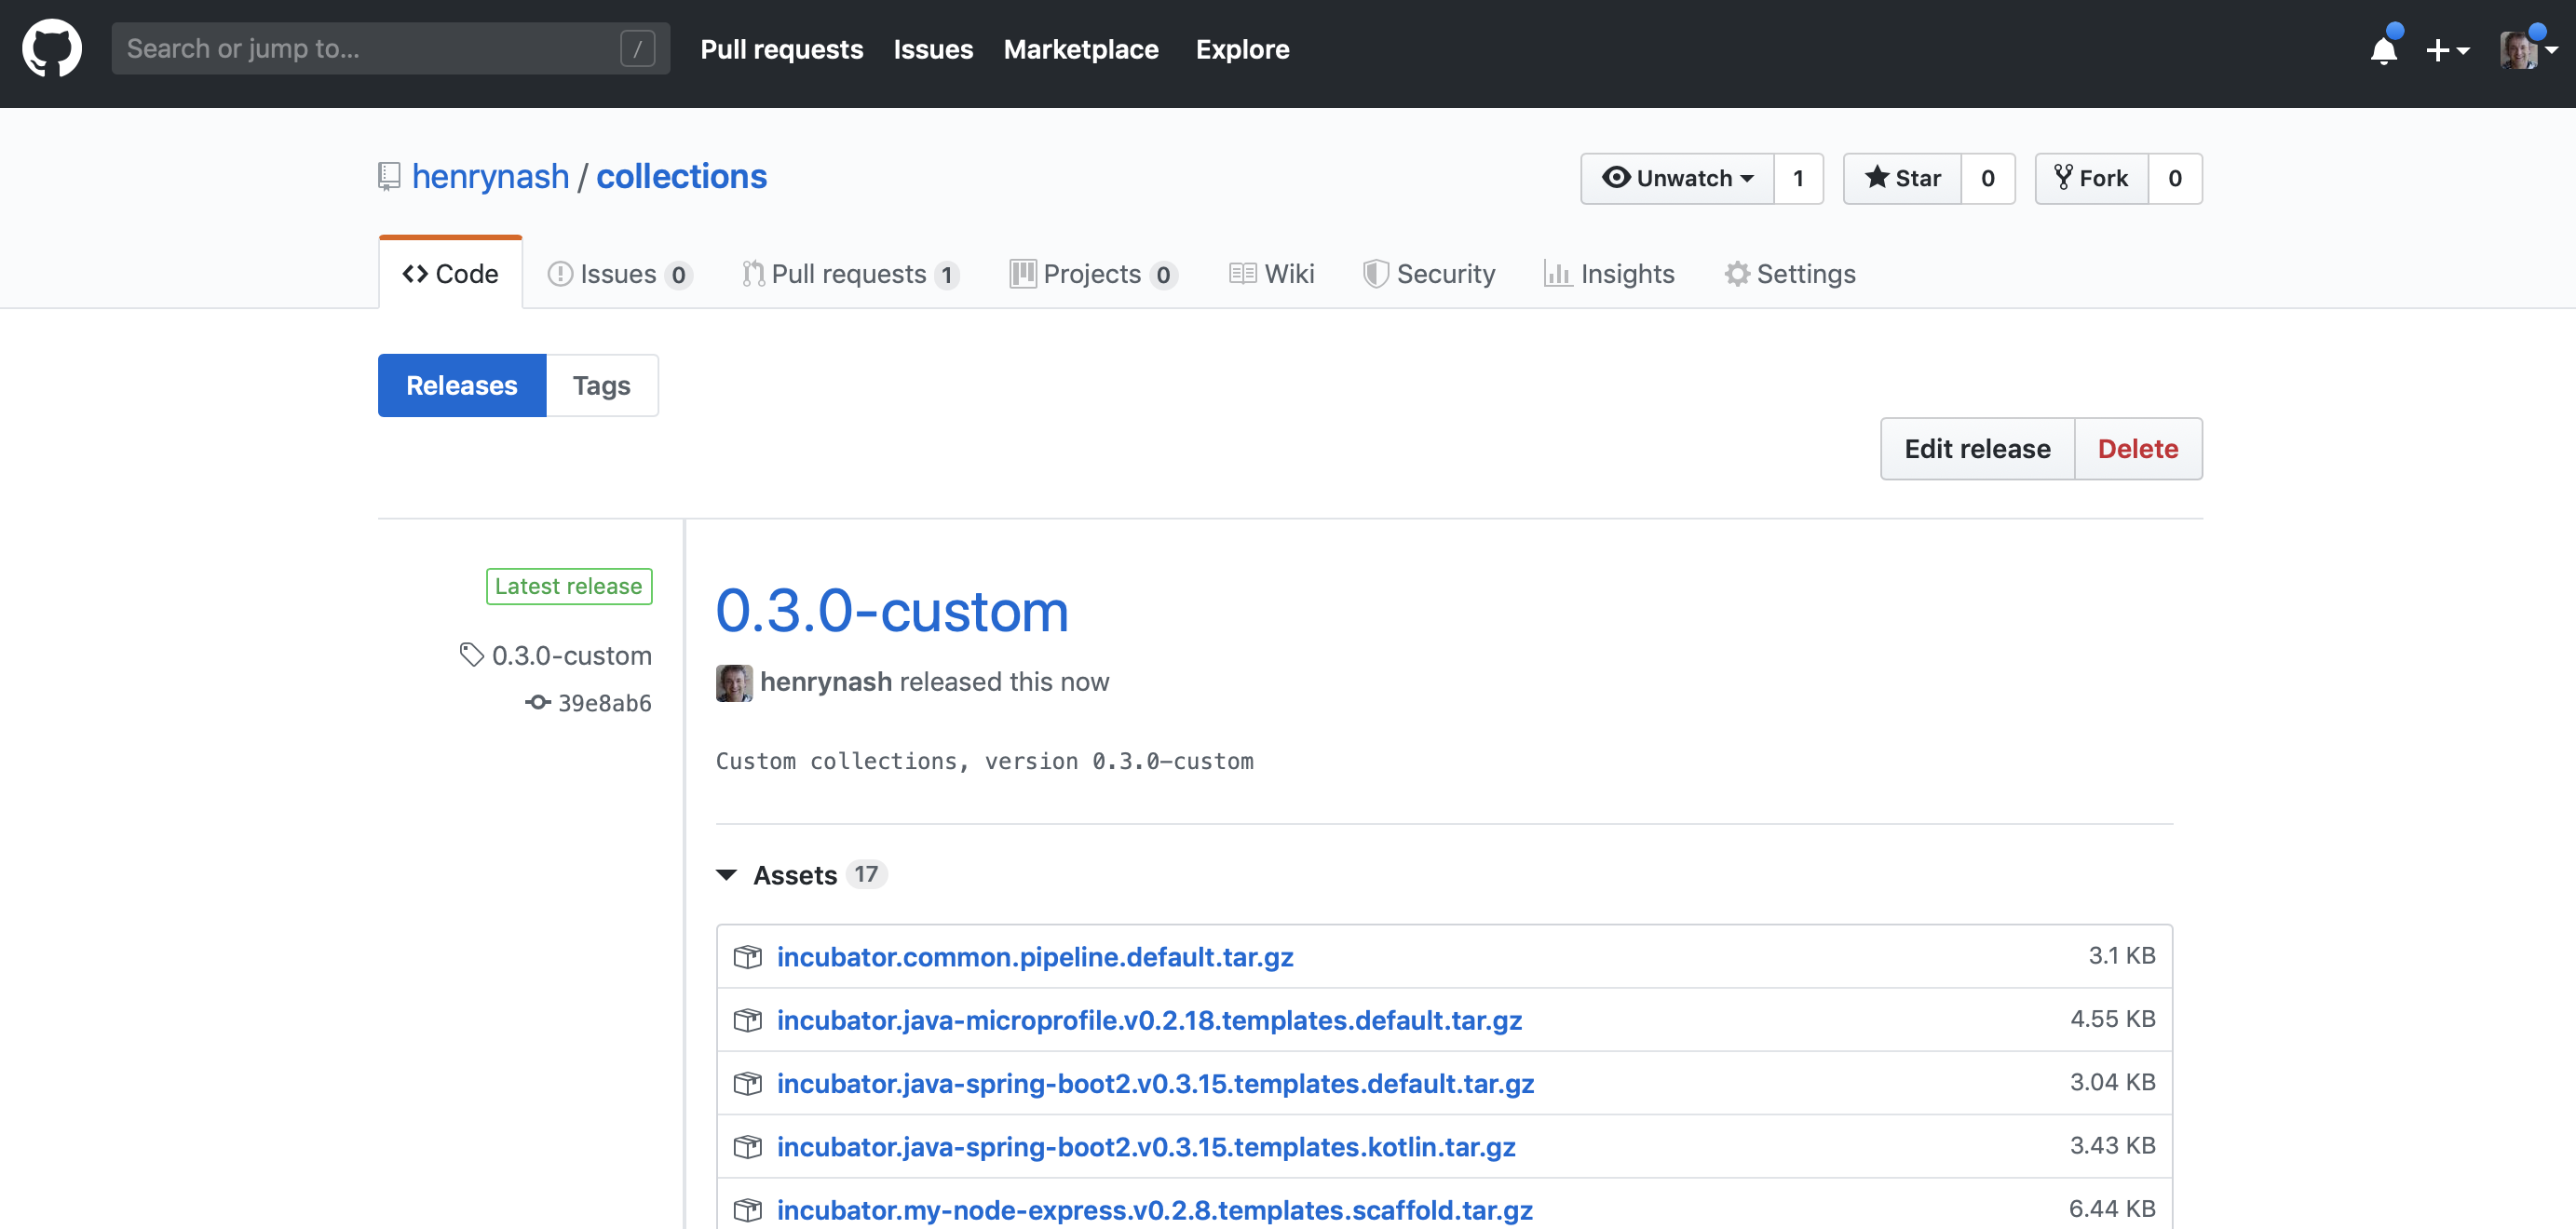 Search or jump to... /
Pull requests Issues Marketplace Explore
henrynash / collections
Unwatch 1 Star 0 Fork 0
Code Issues 0 Pull requests 1 Projects 0 Wiki Security Insights Settings
Releases Tags
Edit release Delete
Latest release
0.3.0-custom
39e8ab6
0.3.0-custom
henrynash released this now
Custom collections, version 0.3.0-custom
Assets 17
incubator.common.pipeline.default.tar.gz 3.1 KB
incubator.java-microprofile.v0.2.18.templates.default.tar.gz 4.55 KB
incubator.java-spring-boot2.v0.3.15.templates.default.tar.gz 3.04 KB
incubator.java-spring-boot2.v0.3.15.templates.kotlin.tar.gz 3.43 KB
incubator.my-node-express.v0.2.8.templates.scaffold.tar.gz 6.44 KB